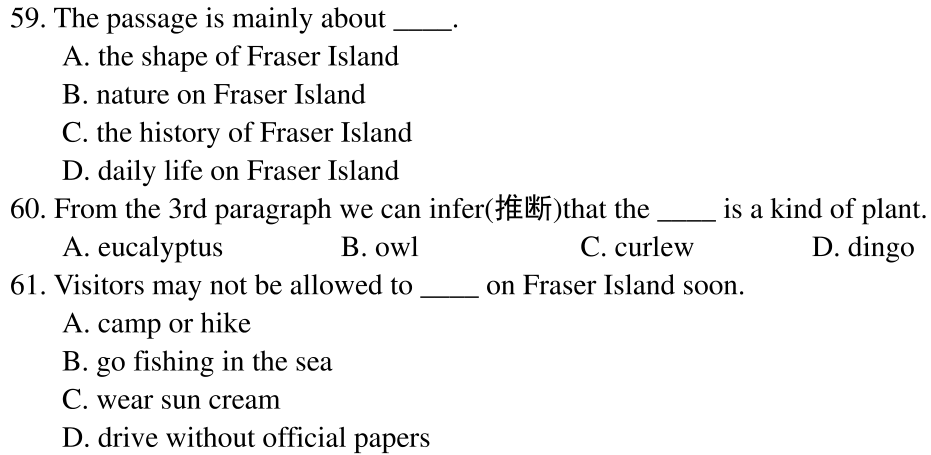 59. The passage is mainly about ____.
A. the shape of Fraser Island
B. nature on Fraser Island
C. the history of Fraser Island
D. daily life on Fraser Island
60. From the 3rd paragraph we can infer(推断)that the ____ is a kind of plant.
A. eucalyptus B. owl C. curlew D. dingo
61. Visitors may not be allowed to ____ on Fraser Island soon.
A. camp or hike
B. go fishing in the sea
C. wear sun cream
D. drive without official papers